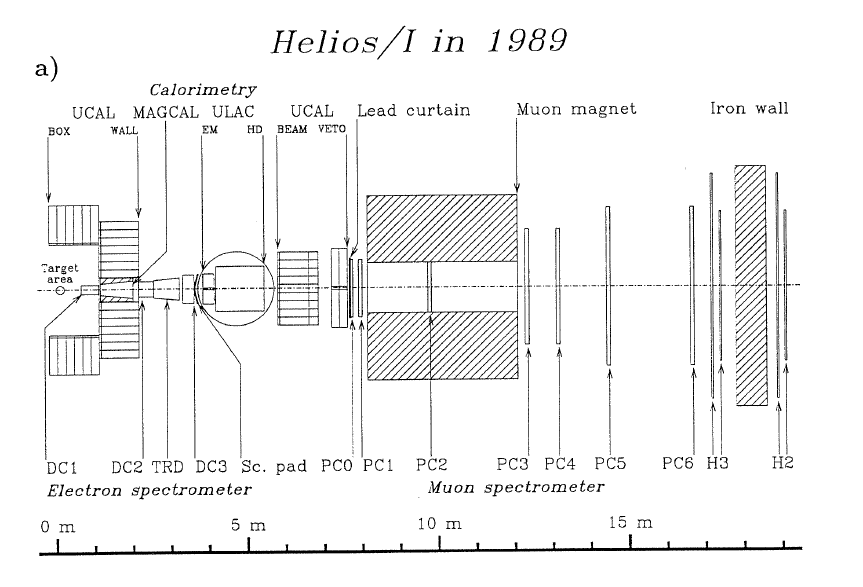 Helios/I in 1989
a)
Calorimetry
UCAL MAGCAL ULAC UCAL Lead curtain Muon magnet Iron wall
BOX WALL EM HD BEAM VETO
Target
area
DC1 DC2 TRD DC3 Sc. pad PC0 PC1 PC2 PC3 PC4 PC5 PC6 H3 H2
Electron spectrometer Muon spectrometer
0 m 5 m 10 m 15 m